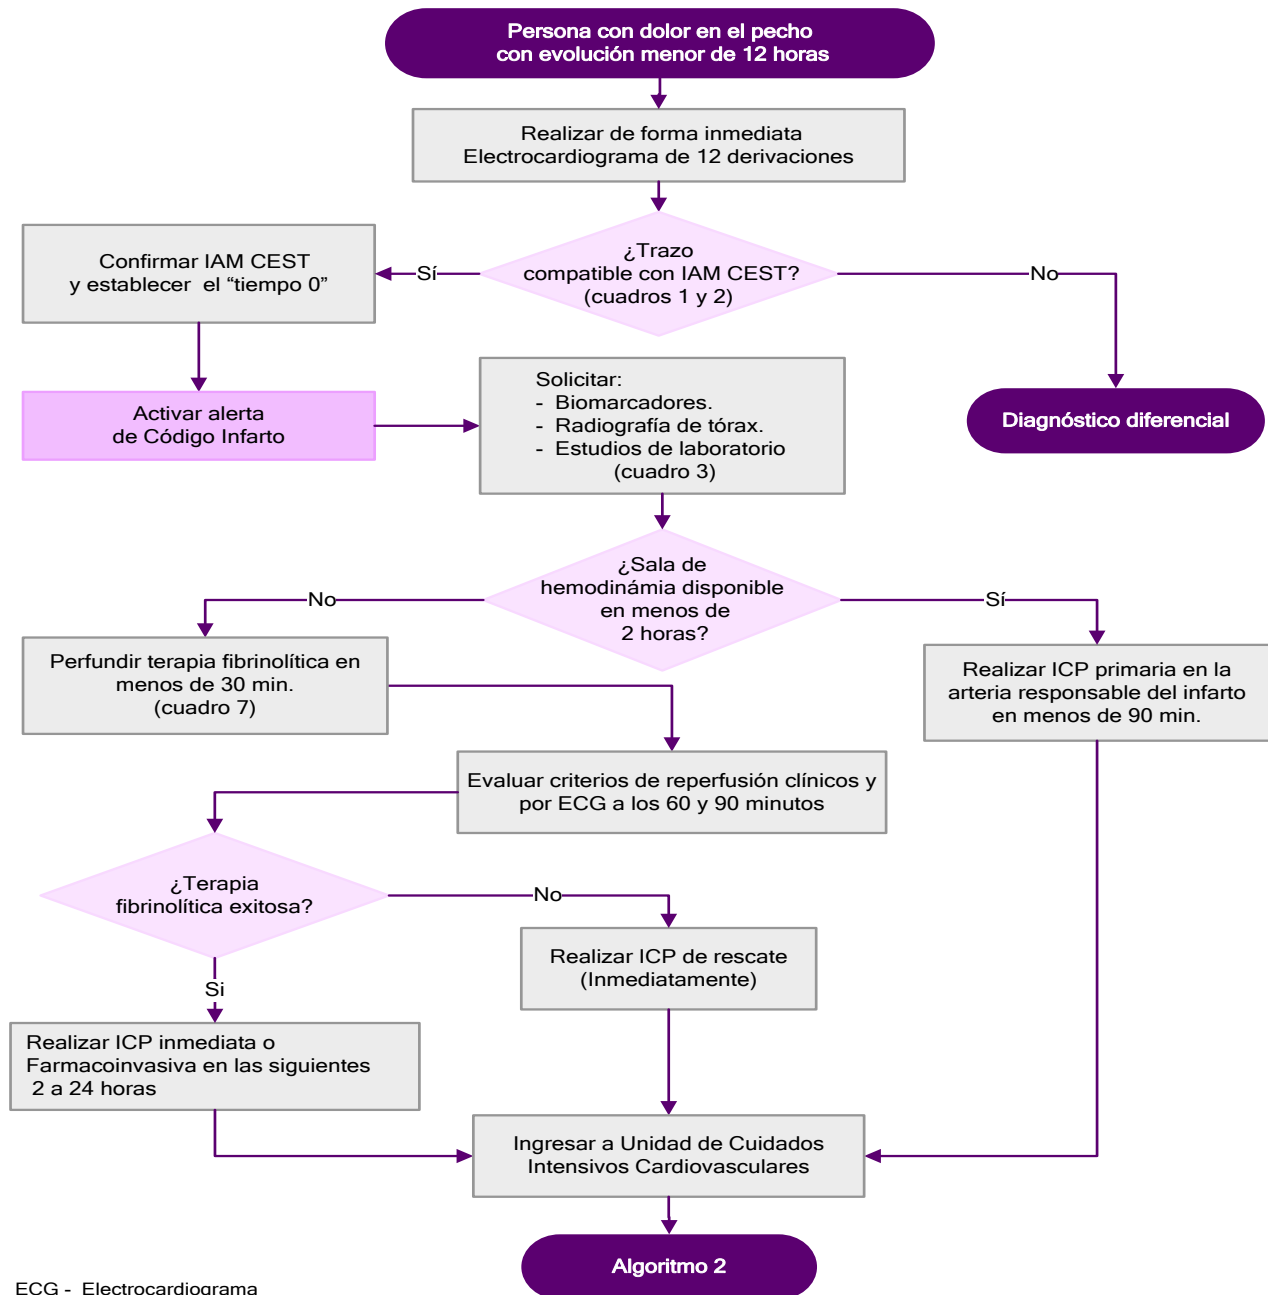 Persona con dolor en el pecho
con evolución menor de 12 horas
Realizar de forma inmediata
Electrocardiograma de 12 derivaciones
¿Trazo
compatible con IAM CEST?
(cuadros 1 y 2)
Sí
No
Confirmar IAM CEST
y establecer el “tiempo 0”
Activar alerta
de Código Infarto
Solicitar:
- Biomarcadores.
- Radiografía de tórax.
- Estudios de laboratorio
(cuadro 3)
Diagnóstico diferencial
¿Sala de
hemodinámia disponible
en menos de
2 horas?
No
Sí
Perfundir terapia fibrinolítica en
menos de 30 min.
(cuadro 7)
Realizar ICP primaria en la
arteria responsable del infarto
en menos de 90 min.
Evaluar criterios de reperfusión clínicos y
por ECG a los 60 y 90 minutos
¿Terapia
fibrinolítica exitosa?
No
Si
Realizar ICP de rescate
(Inmediatamente)
Realizar ICP inmediata o
Farmacoinvasiva en las siguientes
2 a 24 horas
Ingresar a Unidad de Cuidados
Intensivos Cardiovasculares
Algoritmo 2
ECG - Electrocardiograma